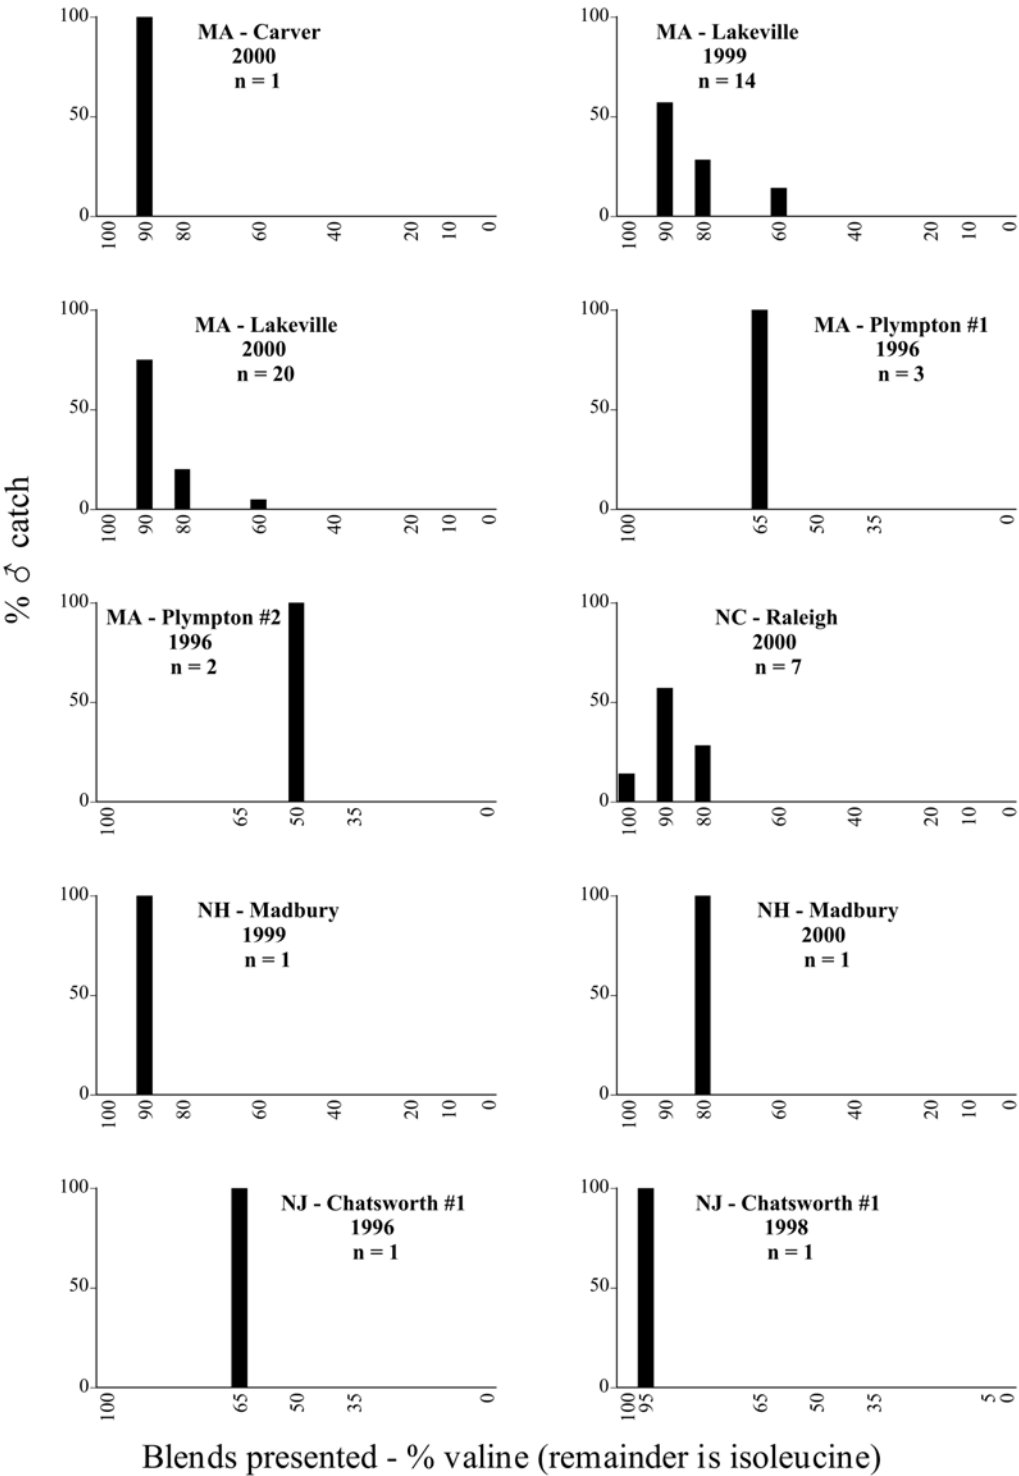 % ♂ catch
100
50
0
MA - Carver
2000
n = 1
100 90 80 60 40 20 10 0
100
50
0
MA - Lakeville
1999
n = 14
100 90 80 60 40 20 10 0
100
50
0
MA - Lakeville
2000
n = 20
100 90 80 60 40 20 10 0
100
50
0
MA - Plympton #1
1996
n = 3
100 65 50 35 0
100
50
0
MA - Plympton #2
1996
n = 2
100 65 50 35 0
100
50
0
NC - Raleigh
2000
n = 7
100 90 80 60 40 20 10 0
100
50
0
NH - Madbury
1999
n = 1
100 90 80 60 40 20 10 0
100
50
0
NH - Madbury
2000
n = 1
100 90 80 60 40 20 10 0
100
50
0
NJ - Chatsworth #1
1996
n = 1
100 65 50 35 0
100
50
0
NJ - Chatsworth #1
1998
n = 1
100 95 65 50 35 5 0
Blends presented - % valine (remainder is isoleucine)